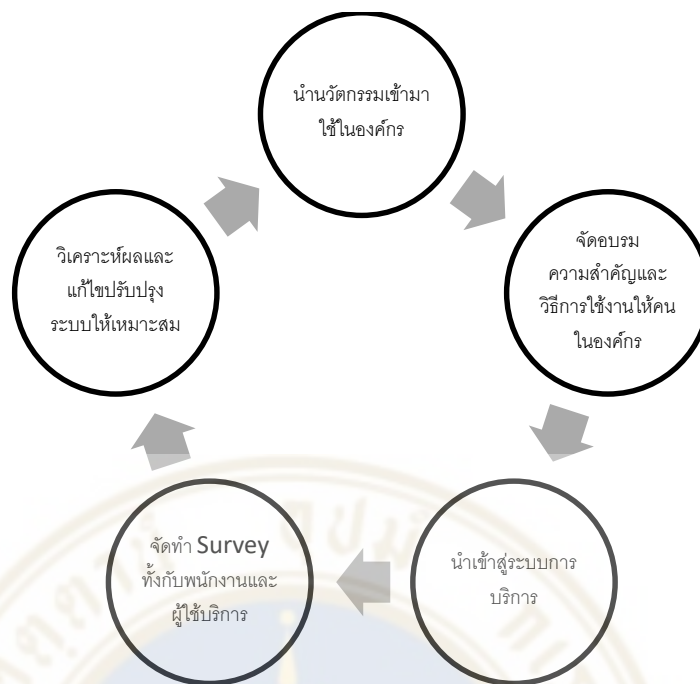 นำนวัตกรรมเข้ามา
ใช้ในองค์กร
จัดอบรม
ความสำคัญและ
วิธีการใช้งานให้คน
ในองค์กร
นำเข้าสู่ระบบการ
บริการ
จัดทำ Survey
ทั้งกับพนักงานและ
ผู้ใช้บริการ
วิเคราะห์ผลและ
แก้ไขปรับปรุง
ระบบให้เหมาะสม